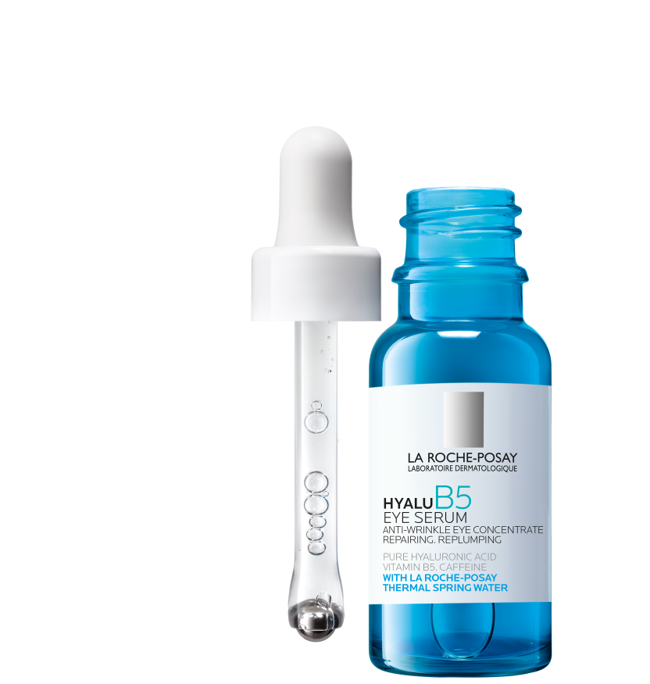 LA ROCHE-POSAY
LABORATOIRE DERMATOLOGIQUE
HYALU B5
EYE SERUM
ANTI-WRINKLE EYE CONCENTRATE
REPAIRING. REPLUMPING
PURE HYALURONIC ACID
VITAMIN B5, CAFFEINE
WITH LA ROCHE-POSAY
THERMAL SPRING WATER